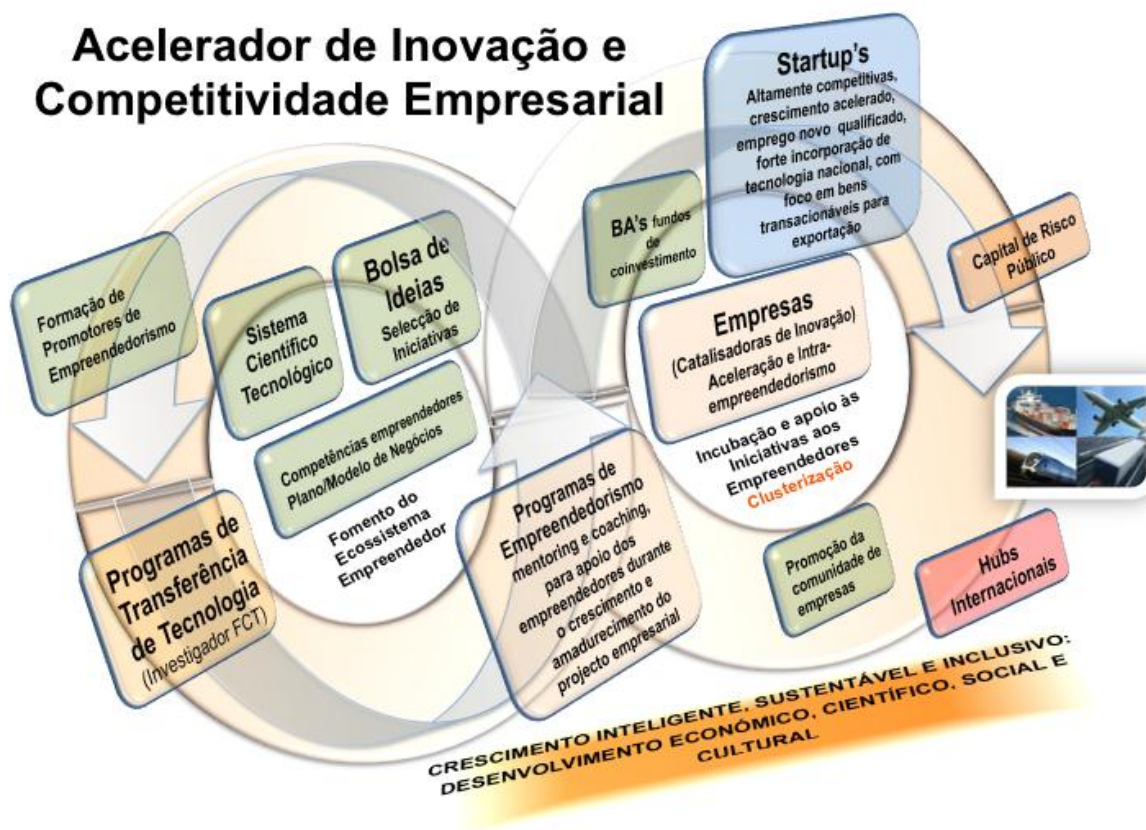 Acelerador de Inovação e
Competitividade Empresarial
Startup's
Altamente competitivas,
crescimento acelerado,
emprego novo qualificado,
forte incorporação de
tecnologia nacional, com
foco em bens
transacionáveis para
exportação
BA's fundos
de
coinvestimento
Capital de Risco
Público
Formação de
Promotores de
Empreendedorismo
Sistema
Científico
Tecnológico
Bolsa de
Ideias
Selecção de
Iniciativas
Empresas
(Catalisadoras de Inovação)
Aceleração e Intra-
empreendedorismo
Competências empreendedores
Plano/Modelo de Negócios
Fomento do
Ecossistema
Empreendedor
Incubação e apoio às
Iniciativas aos
Empreendedores
Clusterização
Programas de
Transferência
de Tecnologia
(Investigador FCT)
Programas de
Empreendedorismo
mentoring e coaching,
para apoio dos
empreendedores durante
o crescimento e
amadurecimento do
projecto empresarial
Promoção da
comunidade de
empresas
Hubs
Internacionais
CRESCIMENTO INTELIGENTE, SUSTENTÁVEL E INCLUSIVO:
DESENVOLVIMENTO ECONÓMICO, CIENTÍFICO, SOCIAL E
CULTURAL